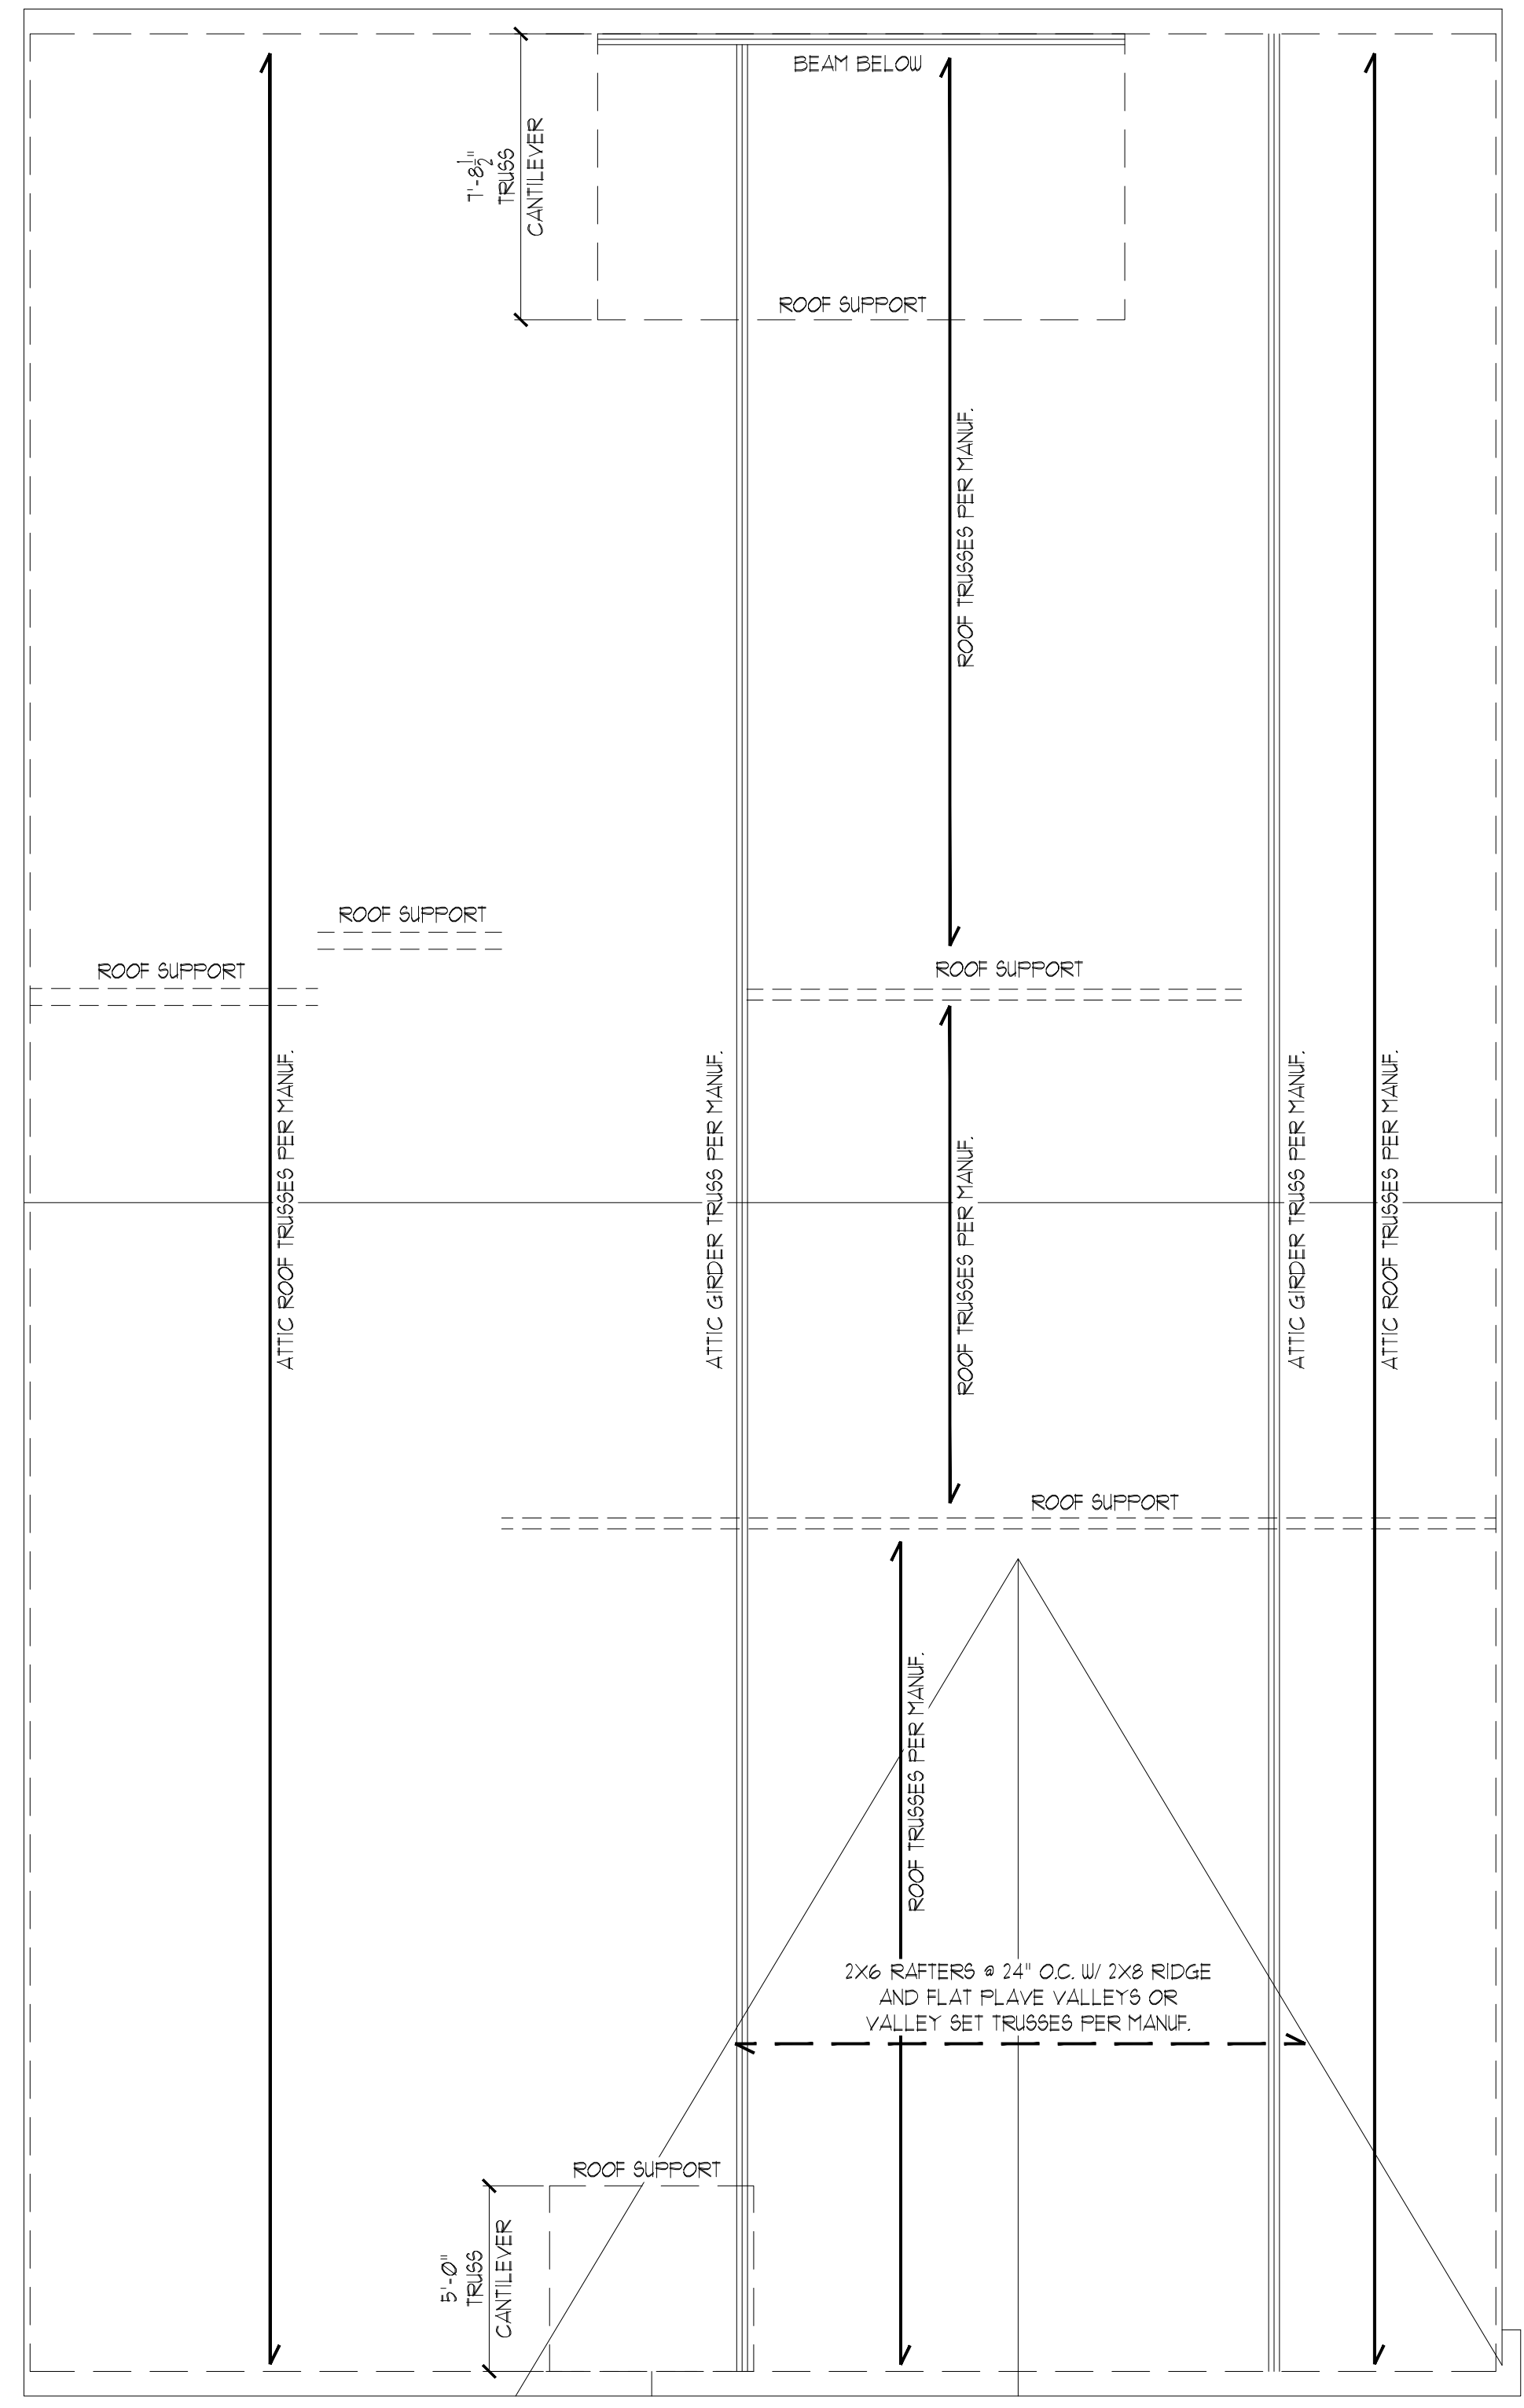 BEAM BELOW
7'-8 1/2"
TRUSS
CANTILEVER
ROOF SUPPORT
ROOF TRUSSES PER MANUF.
ROOF SUPPORT
ROOF SUPPORT
ROOF SUPPORT
ATTIC ROOF TRUSSES PER MANUF.
ATTIC GIRDER TRUSS PER MANUF.
ROOF TRUSSES PER MANUF.
ATTIC GIRDER TRUSS PER MANUF.
ATTIC ROOF TRUSSES PER MANUF.
ROOF SUPPORT
ROOF TRUSSES PER MANUF.
2X6 RAFTERS @ 24" O.C. W/ 2X8 RIDGE
AND FLAT PLAVE VALLEYS OR
VALLEY SET TRUSSES PER MANUF.
ROOF SUPPORT
5'-0"
TRUSS
CANTILEVER